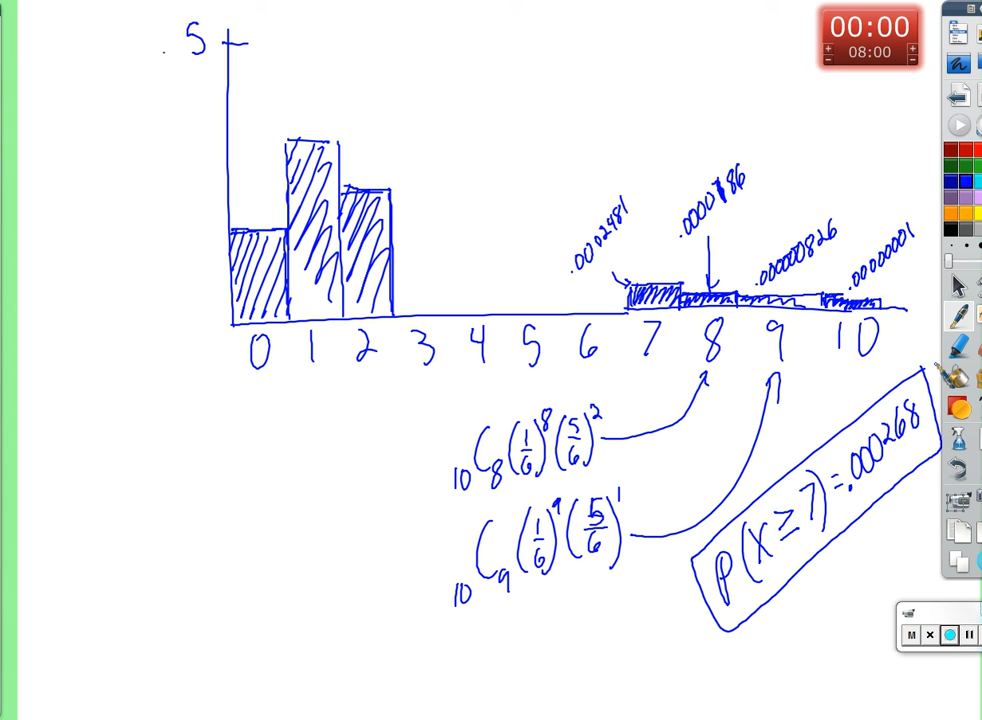 00:00
08:00
5
.0002481
.0000186
.000000826
.00000001
0 1 2 3 4 5 6 7 8 9 10
₁₀C₈(1/6)⁸(5/6)²
₁₀C₉(1/6)⁹(5/6)¹
P(X ≥ 7) = .000268
M